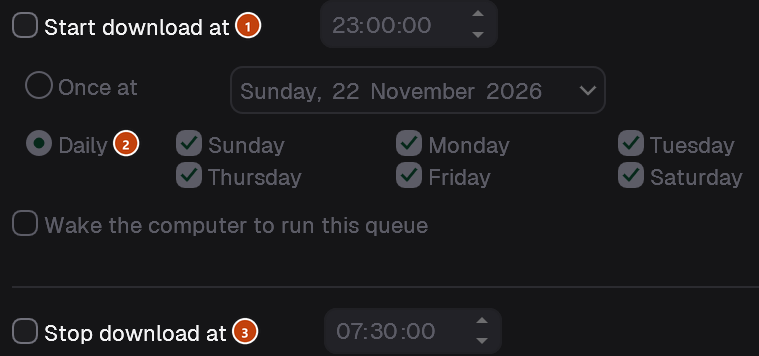 Start download at 1 23:00:00
Once at Sunday, 22 November 2026
Daily 2 Sunday Monday Tuesday
Thursday Friday Saturday
Wake the computer to run this queue
Stop download at 3 07:30:00